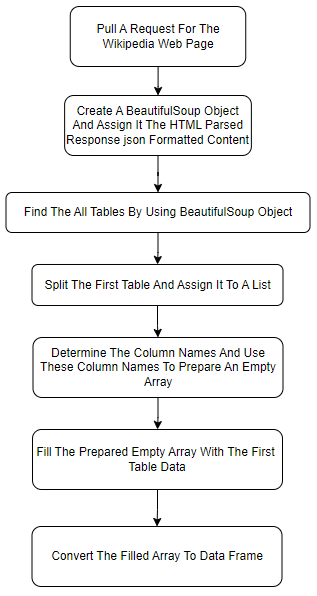 Pull A Request For The
Wikipedia Web Page
Create A BeautifulSoup Object
And Assign It The HTML Parsed
Response json Formatted Content
Find The All Tables By Using BeautifulSoup Object
Split The First Table And Assign It To A List
Determine The Column Names And Use
These Column Names To Prepare An Empty
Array
Fill The Prepared Empty Array With The First
Table Data
Convert The Filled Array To Data Frame